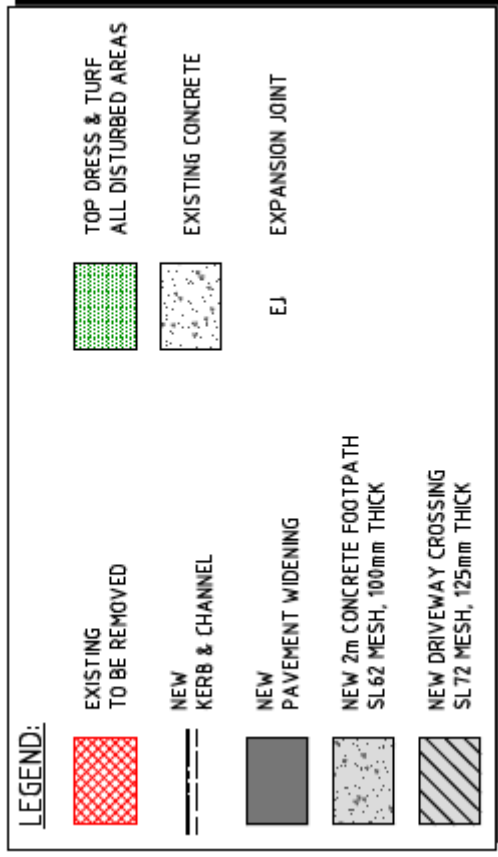 LEGEND:
EXISTING
TO BE REMOVED
NEW
KERB & CHANNEL
NEW
PAVEMENT WIDENING
NEW 2m CONCRETE FOOTPATH
SL62 MESH, 100mm THICK
NEW DRIVEWAY CROSSING
SL72 MESH, 125mm THICK
TOP DRESS & TURF
ALL DISTURBED AREAS
EXISTING CONCRETE
EJ
EXPANSION JOINT